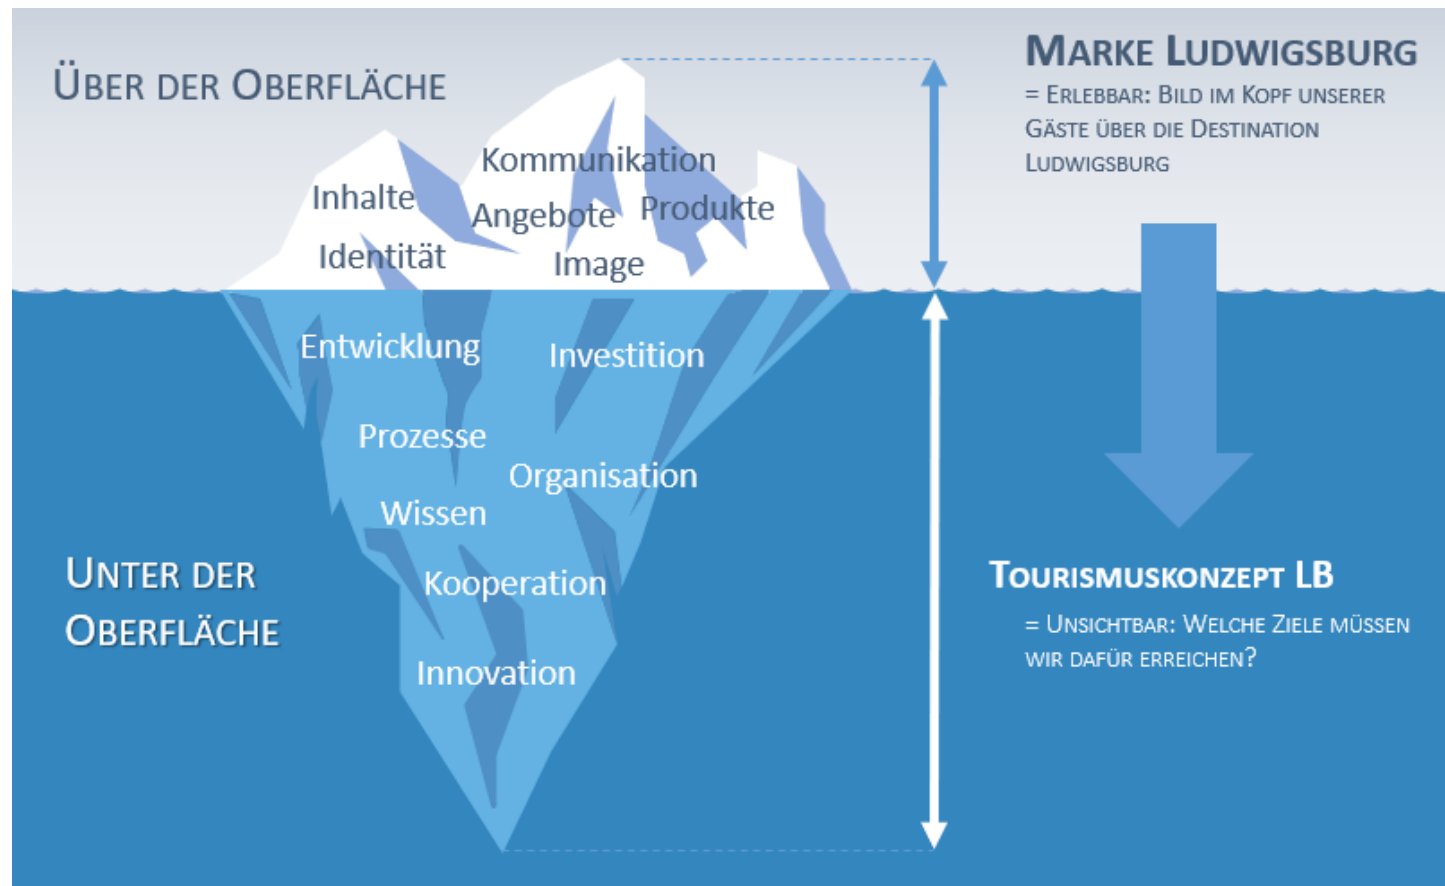 Über der Oberfläche
Marke Ludwigsburg
= Erlebbar: Bild im Kopf unserer
Gäste über die Destination
Ludwigsburg
Kommunikation
Inhalte
Angebote
Produkte
Identität
Image
Entwicklung
Investition
Prozesse
Organisation
Wissen
Kooperation
Innovation
Unter der
Oberfläche
Tourismuskonzept LB
= Unsichtbar: Welche Ziele müssen
wir dafür erreichen?